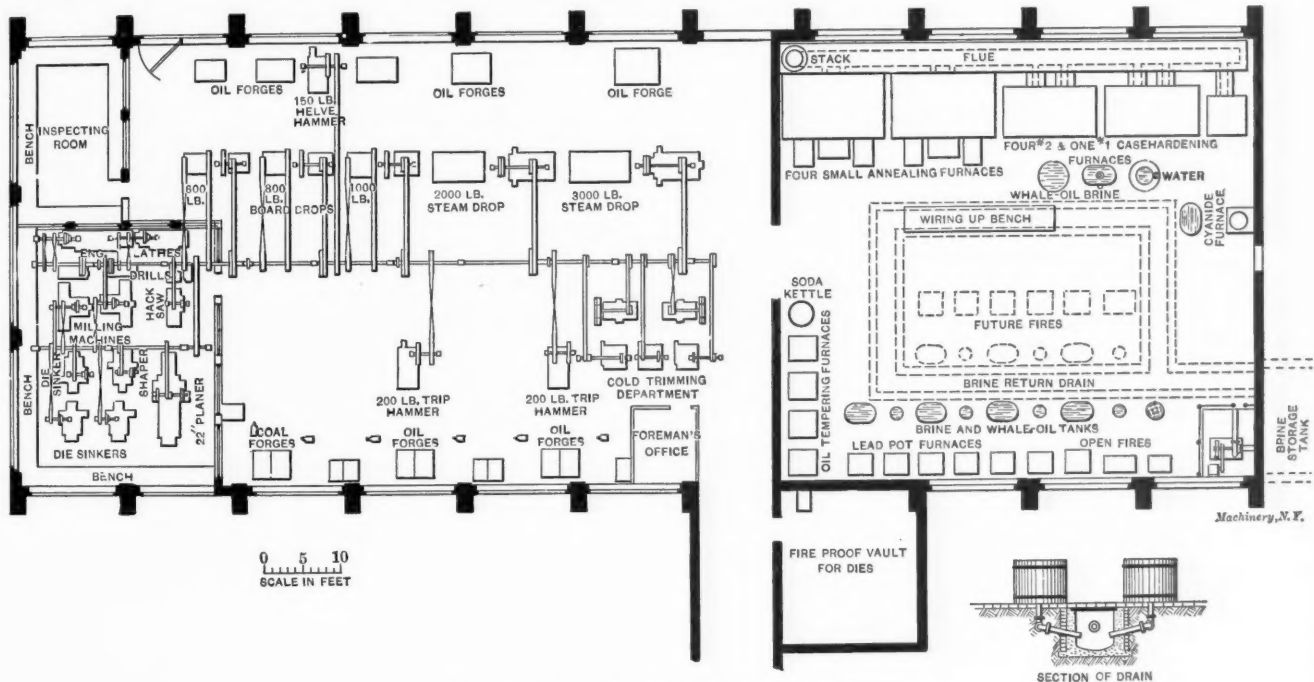 STACK
FLUE
OIL FORGES
150 LB.
HELVE
HAMMER
OIL FORGES
OIL FORGE
BENCH
INSPECTING
ROOM
FOUR #2 & ONE #1 CASEHARDENING
FURNACES
FOUR SMALL ANNEALING FURNACES
WHALE-OIL BRINE
WATER
600
LB.
800
LB.
BOARD DROPS
1000
LB.
2000 LB.
STEAM DROP
3000 LB.
STEAM DROP
WIRING UP BENCH
CYANIDE
FURNACE
ENG. LATHES
DRILLS
HACK
SAW
MILLING
MACHINES
DIE
SINKER
SHAPER
22" PLANER
BENCH
DIE SINKERS
BENCH
SODA
KETTLE
FUTURE FIRES
OIL TEMPERING FURNACES
BRINE RETURN DRAIN
200 LB. TRIP
HAMMER
200 LB. TRIP
HAMMER
COLD TRIMMING
DEPARTMENT
COAL
FORGES
OIL
FORGES
OIL
FORGES
FOREMAN'S
OFFICE
BRINE AND WHALE-OIL TANKS
LEAD POT FURNACES
OPEN FIRES
BRINE
STORAGE
TANK
Machinery, N.Y.
0 5 10
SCALE IN FEET
FIRE PROOF VAULT
FOR DIES
SECTION OF DRAIN